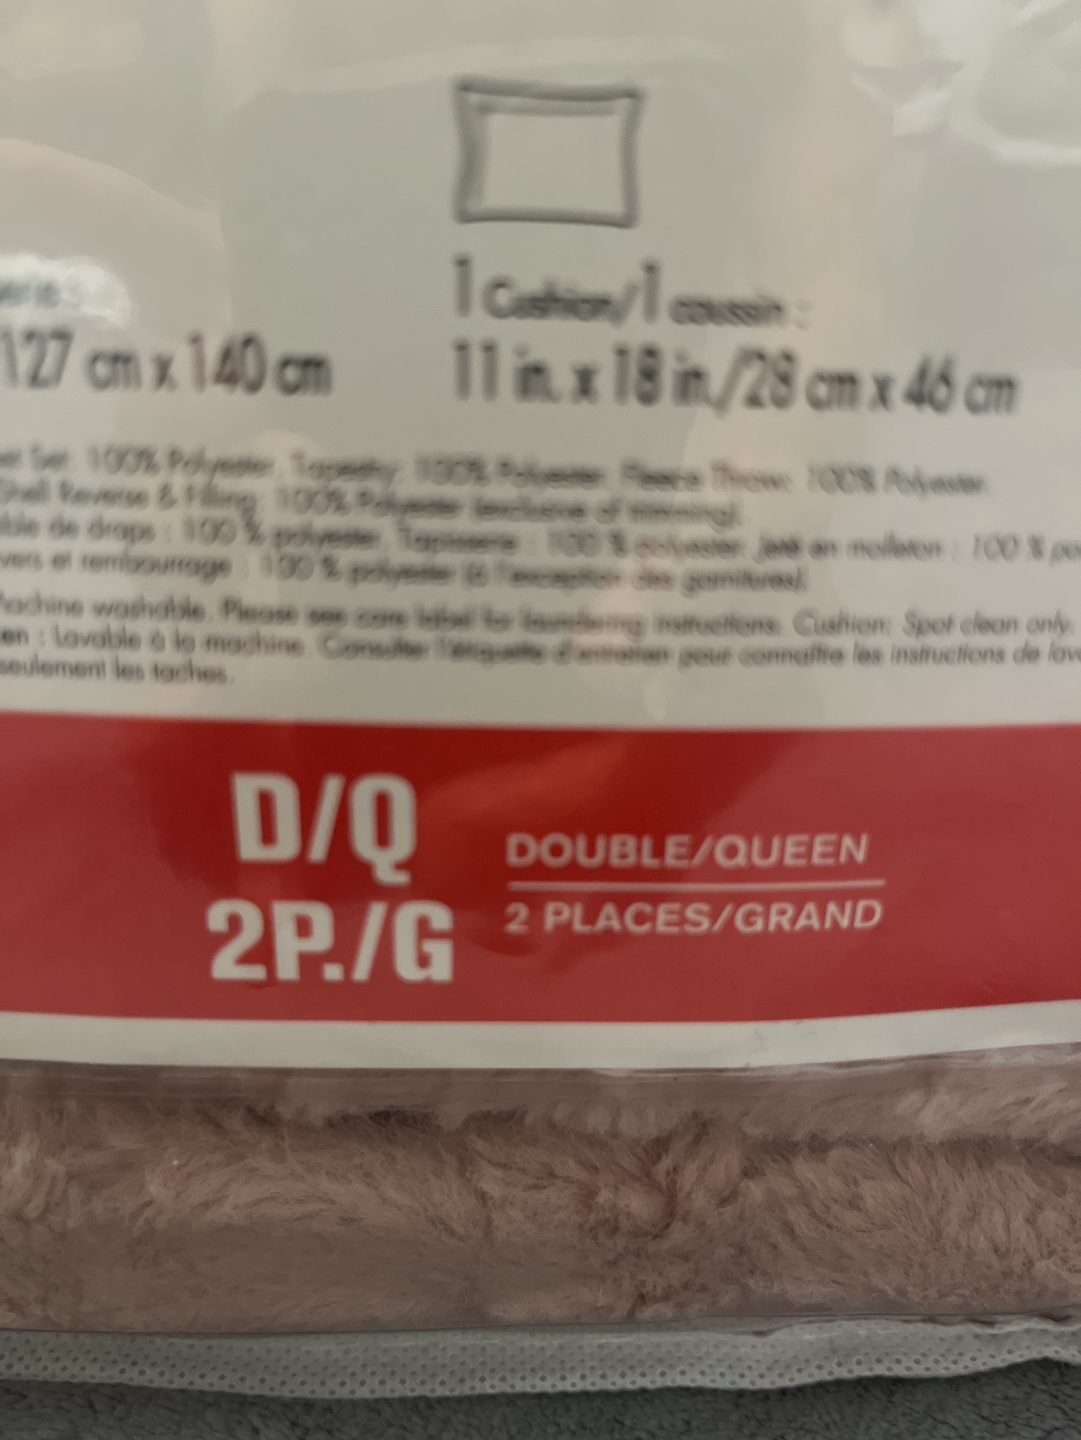 1 Cushion/1 coussin :
127 cm x 140 cm
11 in. x 18 in./28 cm x 46 cm
Set: 100% Polyester. Tapestry: 100% Polyester. Fleece Throw: 100% Polyester.
Shell Reverse & Filling: 100% Polyester (exclusive of trimming).
de draps : 100 % polyester. Tapisserie : 100 % polyester. Jeté en molleton : 100 %
et rembourrage : 100 % polyester (à l'exception des garnitures).
Machine washable. Please see care label for laundering instructions. Cushion: Spot clean only.
en : Lavable à la machine. Consulter l'étiquette d'entretien pour connaître les instructions de
seulement les taches.
D/Q
DOUBLE/QUEEN
2P./G
2 PLACES/GRAND